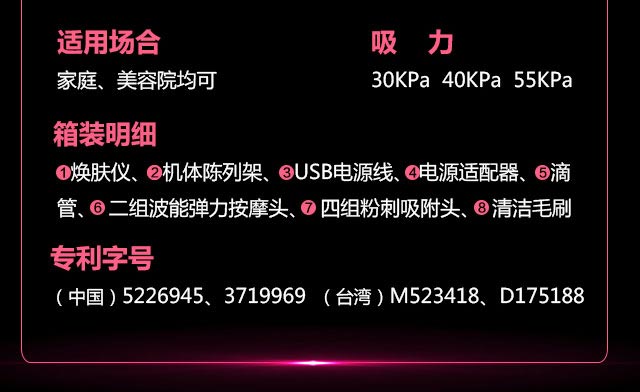 适用场合 吸 力
家庭、美容院均可 30KPa 40KPa 55KPa
箱装明细
❶焕肤仪、❷机体陈列架、❸USB电源线、❹电源适配器、❺滴
管、❻二组波能弹力按摩头、❼四组粉刺吸附头、❽清洁毛刷
专利字号
（中国）5226945、3719969 （台湾）M523418、D175188